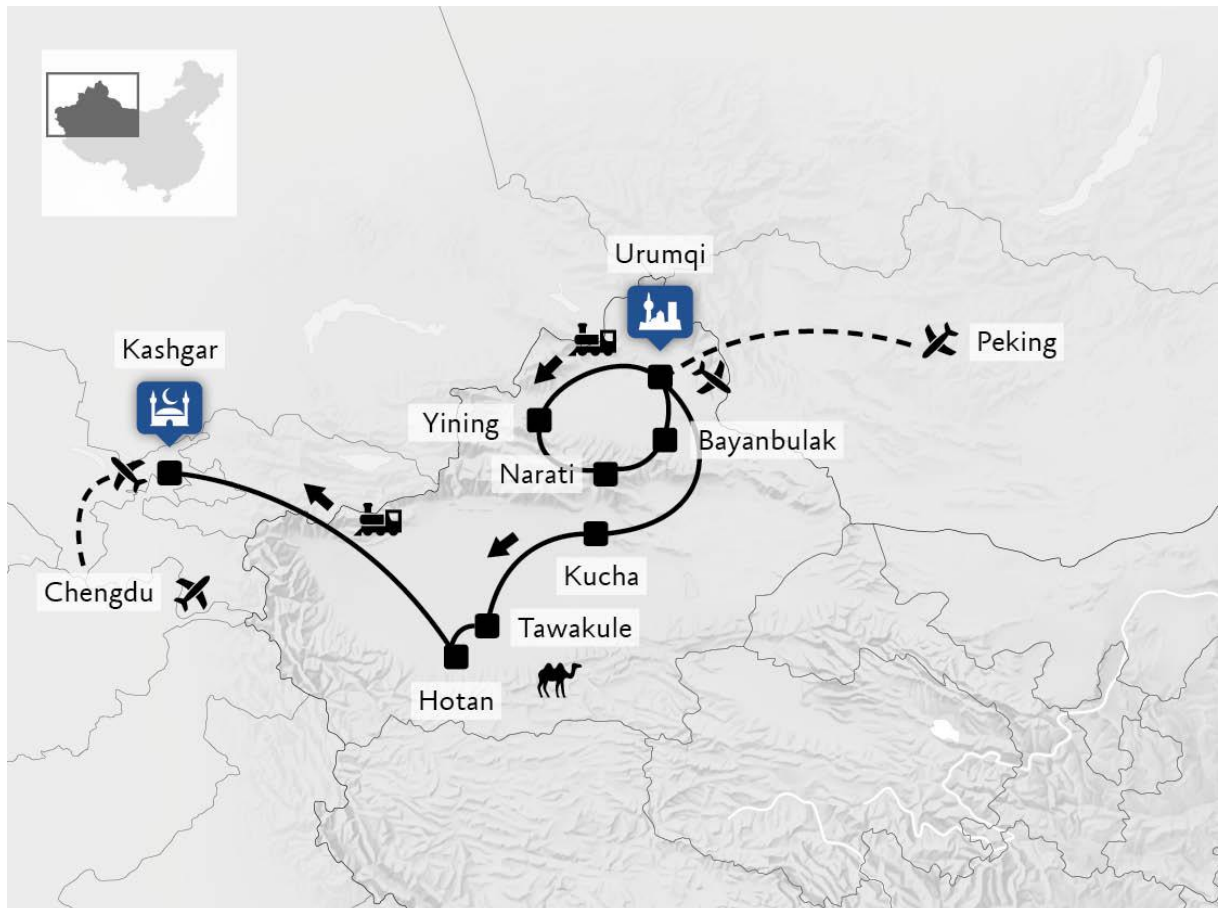 Urumqi
Peking
Kashgar
Yining
Bayanbulak
Narati
Kucha
Chengdu
Tawakule
Hotan